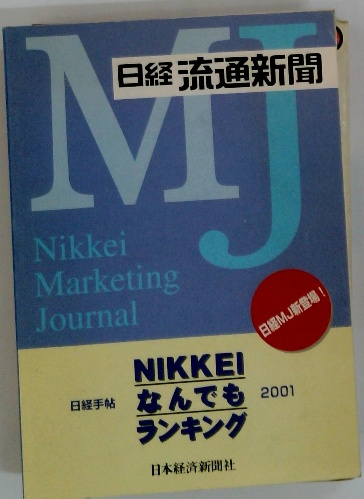 MJ
日経 流通新聞
Nikkei
Marketing
Journal
日経MJ新登場!
日経手帖
NIKKEI
なんでも
ランキング
2001
日本経済新聞社